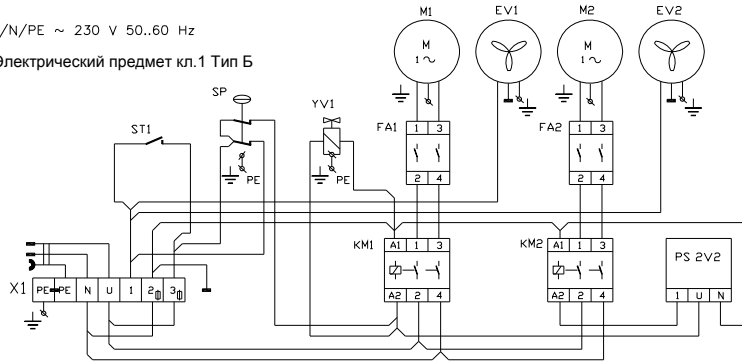 /N/PE ~ 230 V 50..60 Hz
Электрический предмет кл.1 Тип Б
M1
EV1
M2
EV2
M
1 ~
M
1 ~
SP
YV1
ST1
FA1
1 3
2 4
FA2
1 3
2 4
PE
PE
KM1
A1 1 3
A2 2 4
KM2
A1 1 3
A2 2 4
PS 2V2
1 U N
X1
PE PE N U 1 2 3